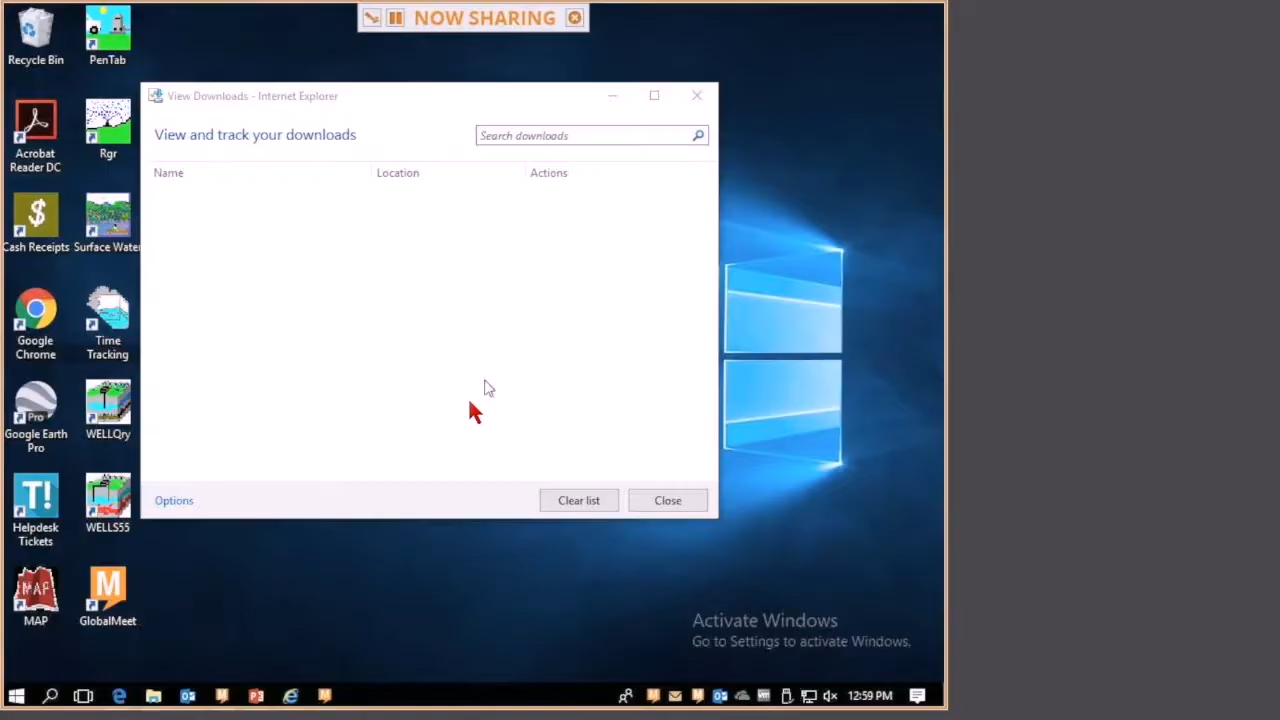 NOW SHARING
Recycle Bin
PenTab
View Downloads - Internet Explorer
View and track your downloads
Search downloads
Name
Location
Actions
Acrobat
Reader DC
Rgr
$
Cash Receipts
Surface Water
Google
Chrome
Time
Tracking
Pro
Google Earth
Pro
WELLQry
T!
Helpdesk
Tickets
WELLS55
Options
Clear list
Close
MAP
MAP
M
GlobalMeet
Activate Windows
Go to Settings to activate Windows.
12:59 PM